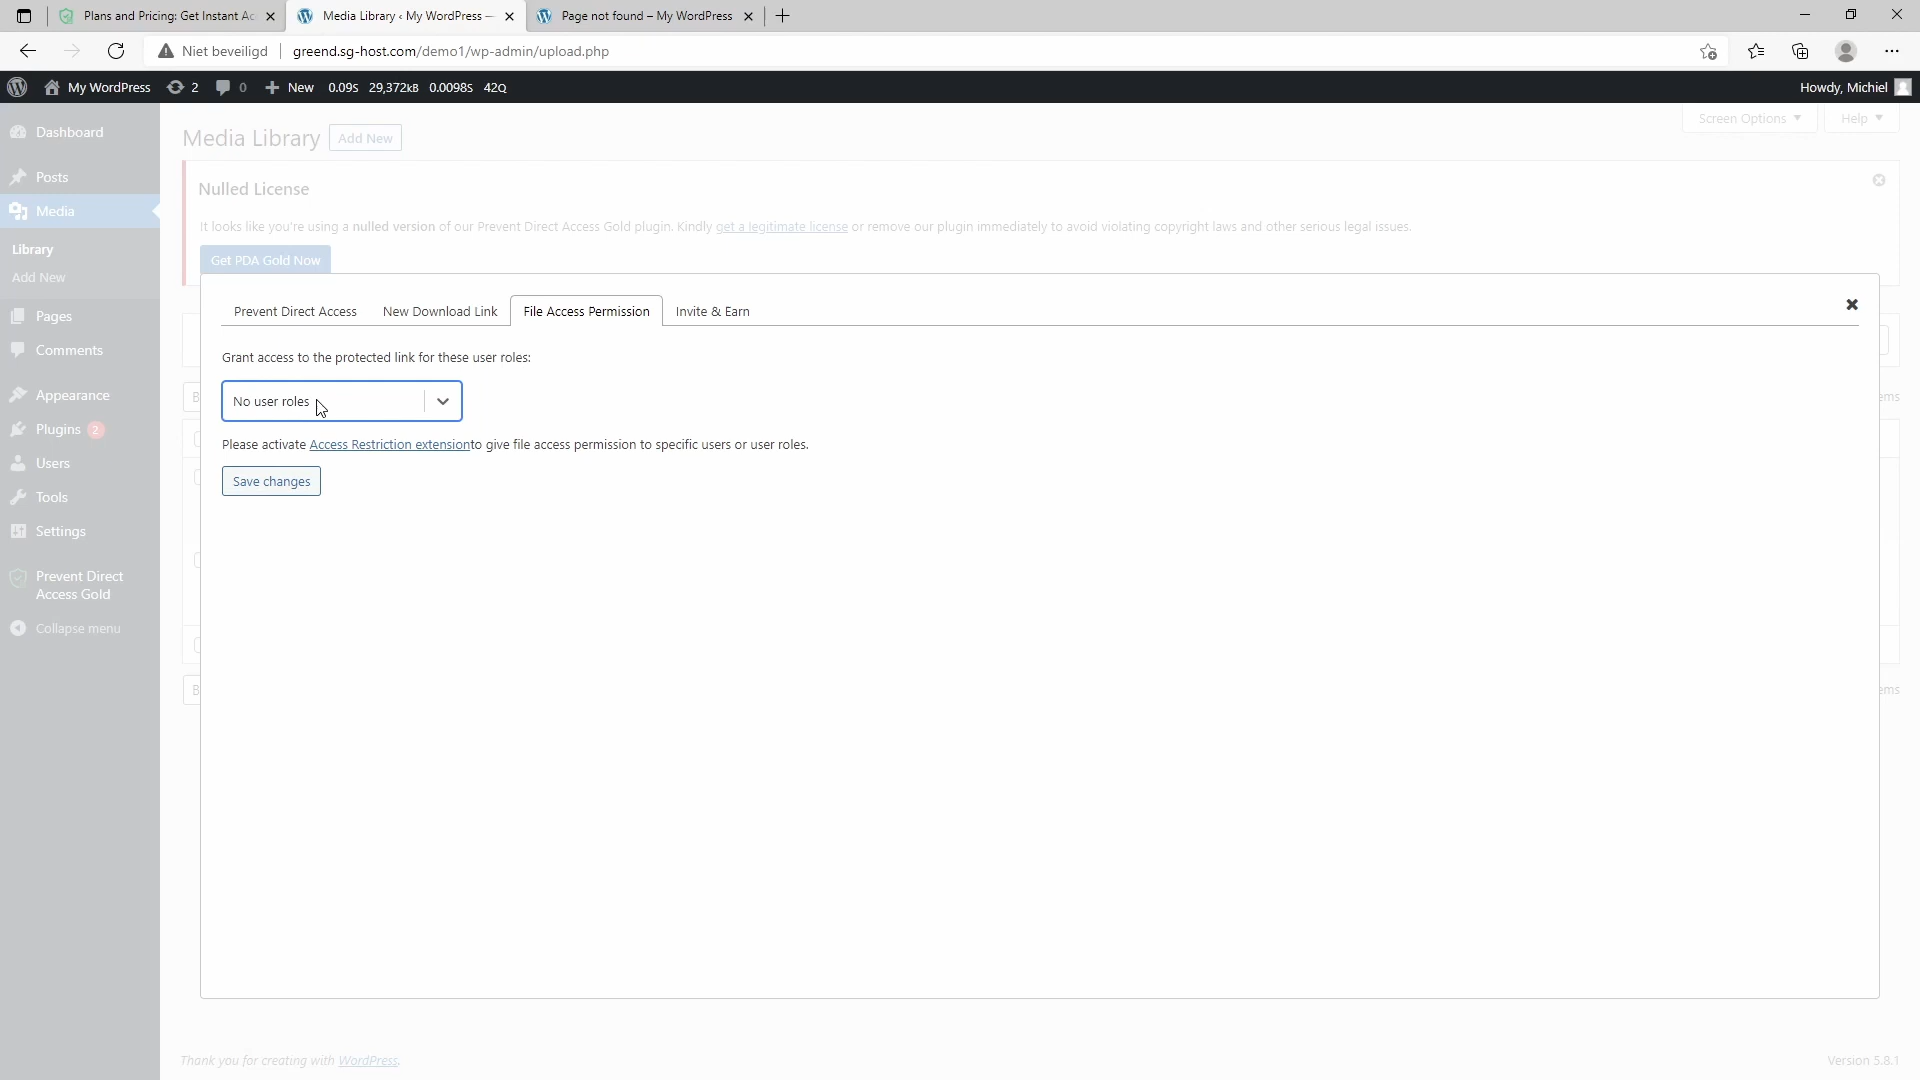 Plans and Pricing: Get Instant Ac
Media Library ‹ My WordPress —
Page not found – My WordPress
Niet beveiligd
greend.sg-host.com/demo1/wp-admin/upload.php
My WordPress 2 0 New 0.09S 29,372kB 0.0098S 42Q
Howdy, Michiel
Dashboard
Posts
Media
Library
Add New
Pages
Comments
Appearance
Plugins 2
Users
Tools
Settings
Prevent Direct
Access Gold
Collapse menu
Media Library
Add New
Screen Options
Help
Nulled License
It looks like you're using a nulled version of our Prevent Direct Access Gold plugin. Kindly get a legitimate license or remove our plugin immediately to avoid violating copyright laws and other serious legal issues.
Get PDA Gold Now
Prevent Direct Access
New Download Link
File Access Permission
Invite & Earn
Grant access to the protected link for these user roles:
No user roles
Please activate Access Restriction extensionto give file access permission to specific users or user roles.
Save changes
B
ems
B
ems
Thank you for creating with WordPress.
Version 5.8.1